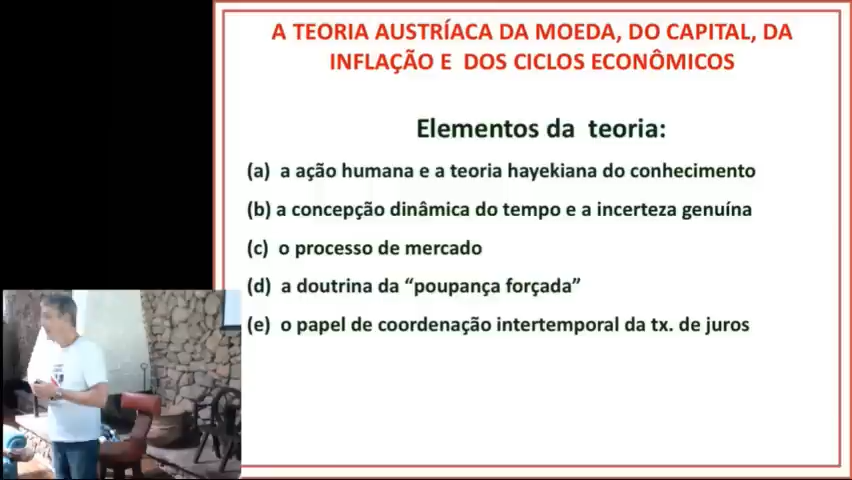 A TEORIA AUSTRÍACA DA MOEDA, DO CAPITAL, DA
INFLAÇÃO E DOS CICLOS ECONÔMICOS
Elementos da teoria:
(a) a ação humana e a teoria hayekiana do conhecimento
(b) a concepção dinâmica do tempo e a incerteza genuína
(c) o processo de mercado
(d) a doutrina da “poupança forçada”
(e) o papel de coordenação intertemporal da tx. de juros